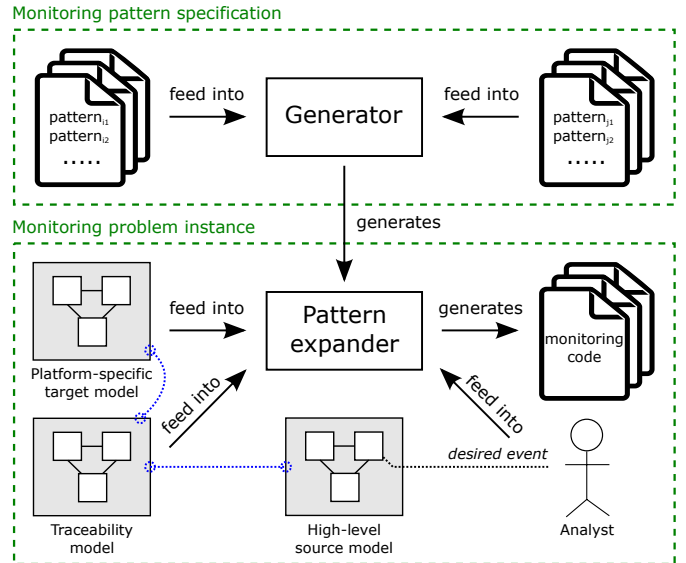 Monitoring pattern specification
pattern_i1
pattern_i2
.....
feed into
Generator
feed into
pattern_j1
pattern_j2
.....
generates
Monitoring problem instance
Platform-specific
target model
feed into
Pattern
expander
generates
monitoring
code
feed into
feed into
desired event
Traceability
model
High-level
source model
Analyst